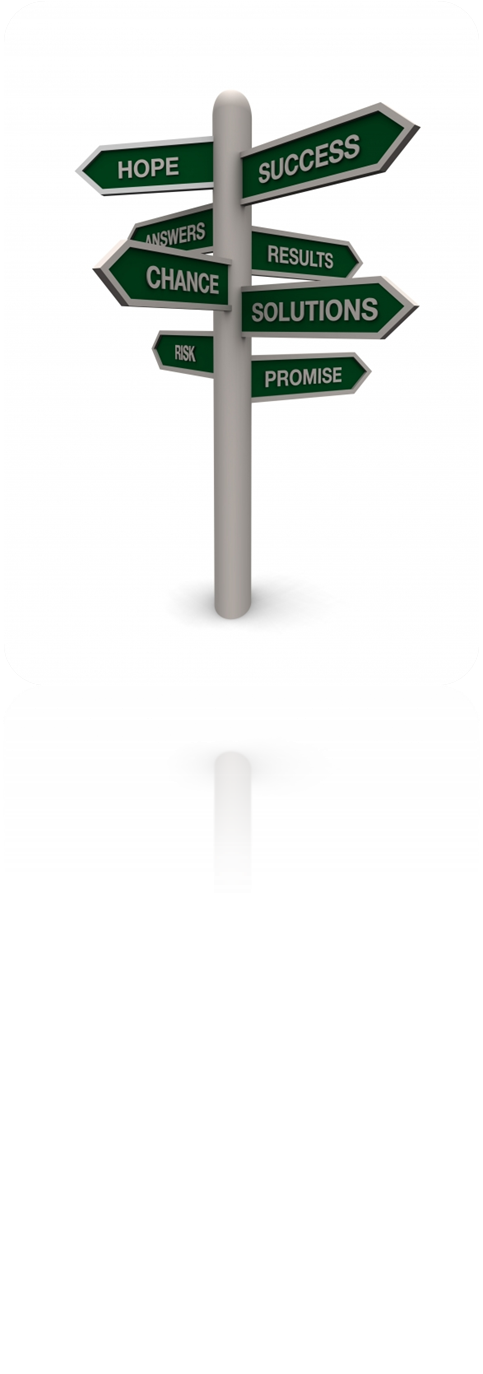 HOPE
SUCCESS
ANSWERS
RESULTS
CHANCE
SOLUTIONS
RISK
PROMISE